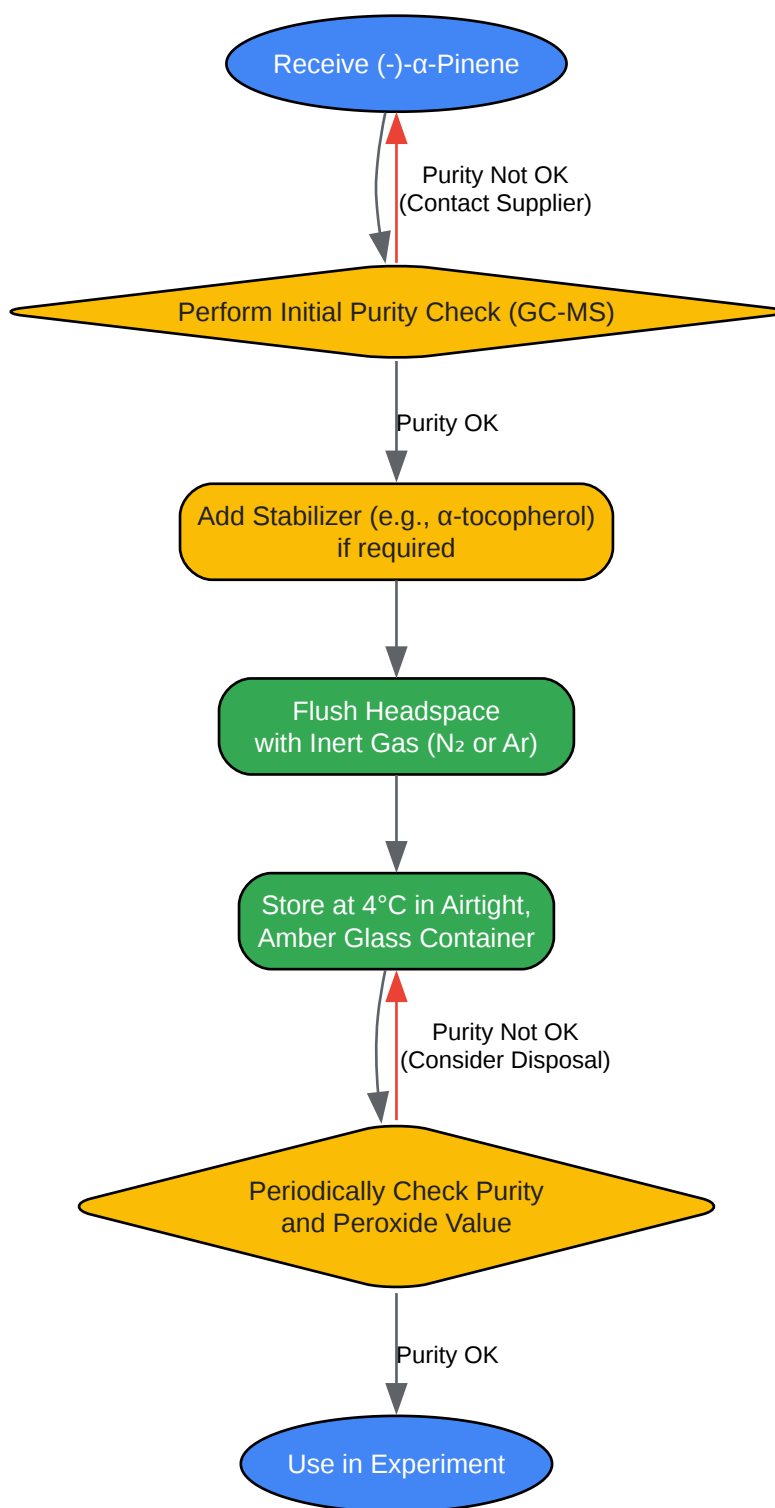 Receive (-)-α-Pinene
Purity Not OK
(Contact Supplier)
Perform Initial Purity Check (GC-MS)
Purity OK
Add Stabilizer (e.g., α-tocopherol)
if required
Flush Headspace
with Inert Gas (N₂ or Ar)
Store at 4°C in Airtight,
Amber Glass Container
Purity Not OK
(Consider Disposal)
Periodically Check Purity
and Peroxide Value
Purity OK
Use in Experiment